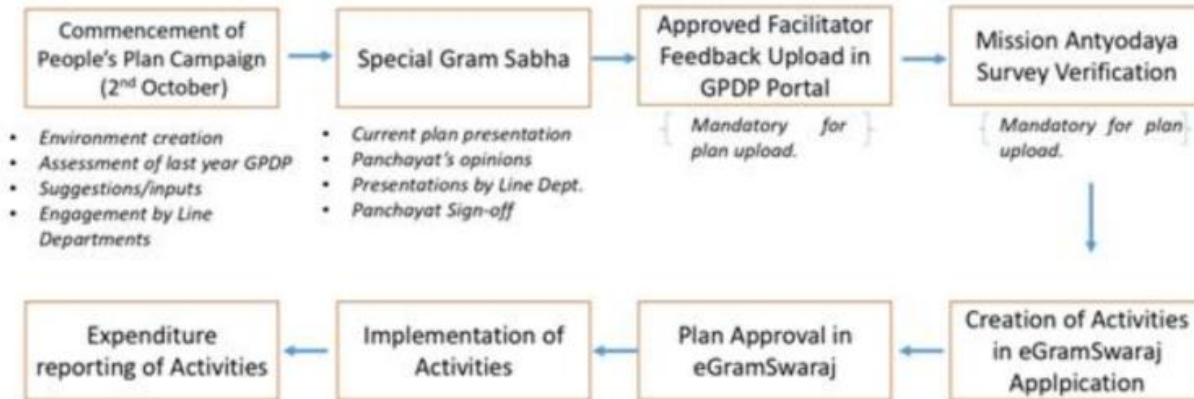 Commencement of
People's Plan Campaign
(2nd October)
Special Gram Sabha
Approved Facilitator
Feedback Upload in
GPDP Portal
Mission Antyodaya
Survey Verification
• Environment creation
• Assessment of last year GPDP
• Suggestions/inputs
• Engagement by Line
Departments
• Current plan presentation
• Panchayat's opinions
• Presentations by Line Dept.
• Panchayat Sign-off
Mandatory for
plan upload.
Mandatory for plan
upload.
Creation of Activities
in eGramSwaraj
Applpication
Plan Approval in
eGramSwaraj
Implementation of
Activities
Expenditure
reporting of Activities